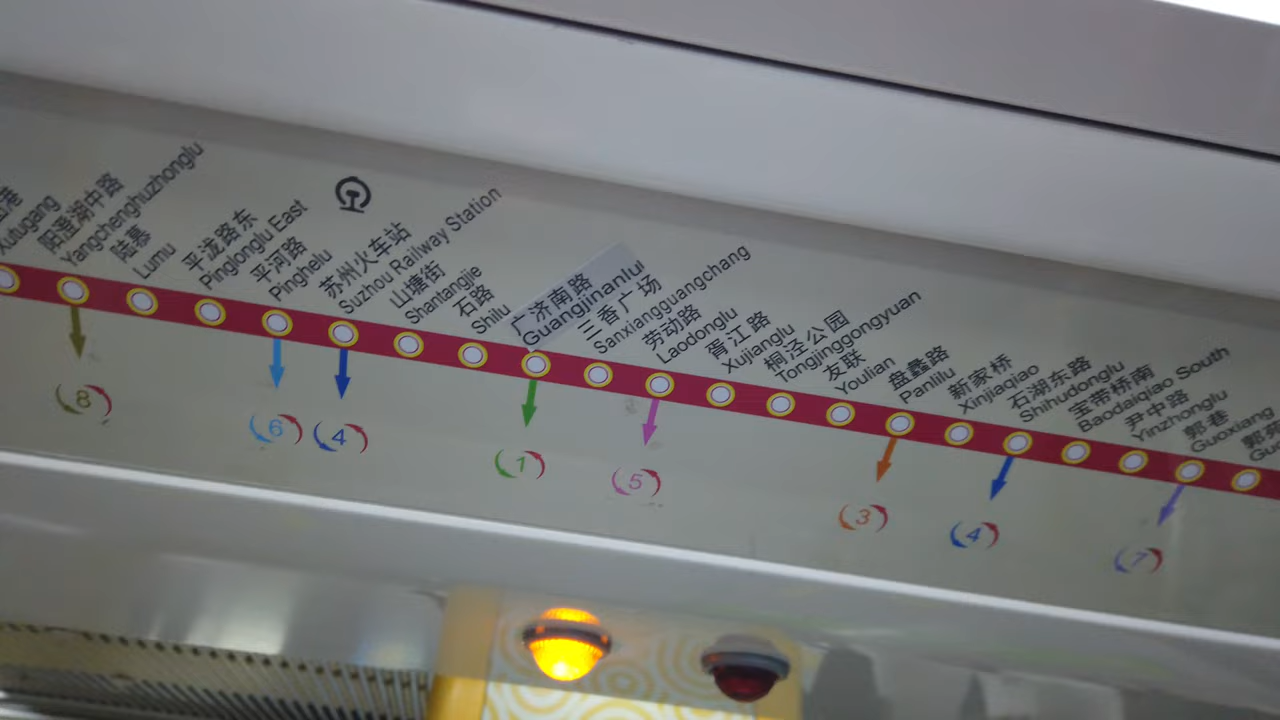 Xutugang
阳澄湖中路
Yangchenghuzhonglu
陆慕
Lumu
平泷路东
Pinglonglu East
平河路
Pinghelu
苏州火车站
Suzhou Railway Station
山塘街
Shantangjie
石路
Shilu
广济南路
Guangjinanlu
三香广场
Sanxiangguangchang
劳动路
Laodonglu
胥江路
Xujianglu
桐泾公园
Tongjinggongyuan
友联
Youlian
盘蠡路
Panlilu
新家桥
Xinjiaqiao
石湖东路
Shihudonglu
宝带桥南
Baodaiqiao South
尹中路
Yinzhonglu
郭巷
Guoxiang
8
6
4
1
5
3
4
7